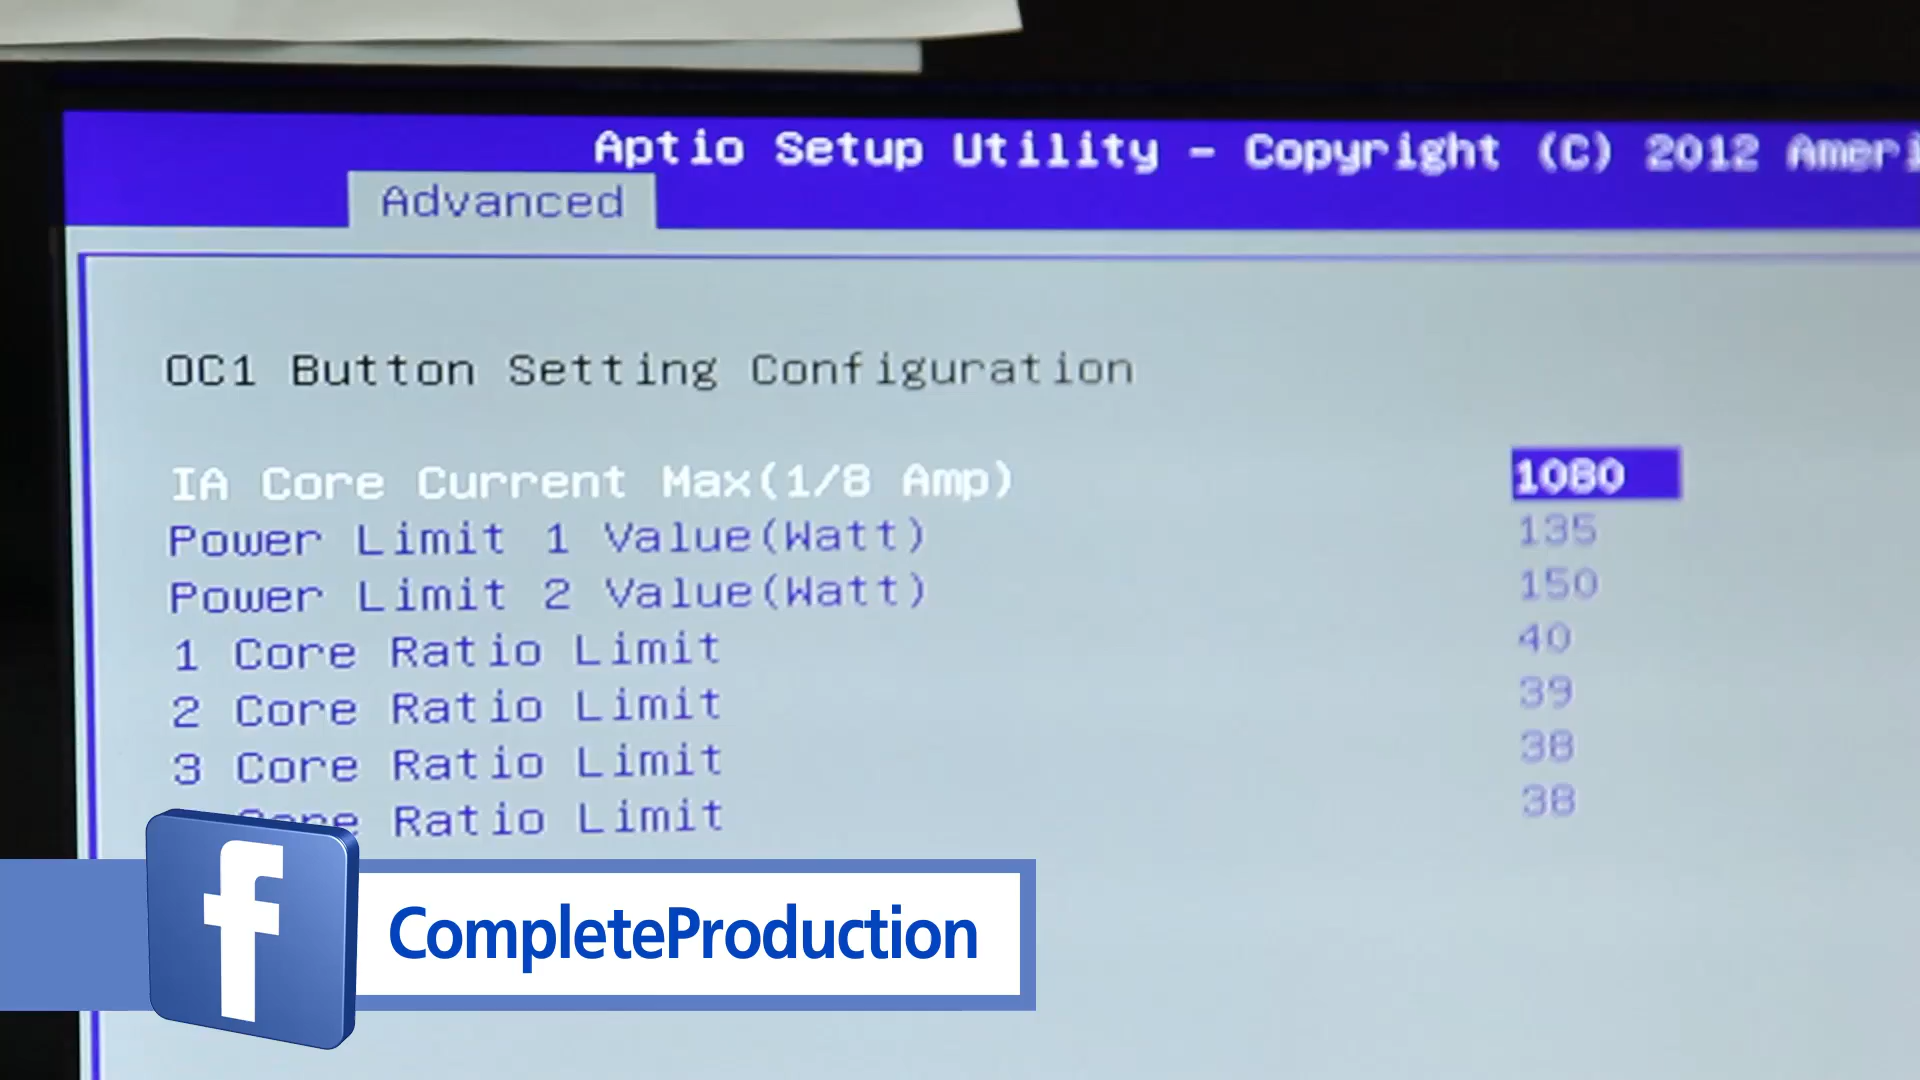 Aptio Setup Utility - Copyright (C) 2012
Advanced
OC1 Button Setting Configuration
IA Core Current Max(1/8 Amp) 1080
Power Limit 1 Value(Watt) 135
Power Limit 2 Value(Watt) 150
1 Core Ratio Limit 40
2 Core Ratio Limit 39
3 Core Ratio Limit 38
Core Ratio Limit 38
f
CompleteProduction